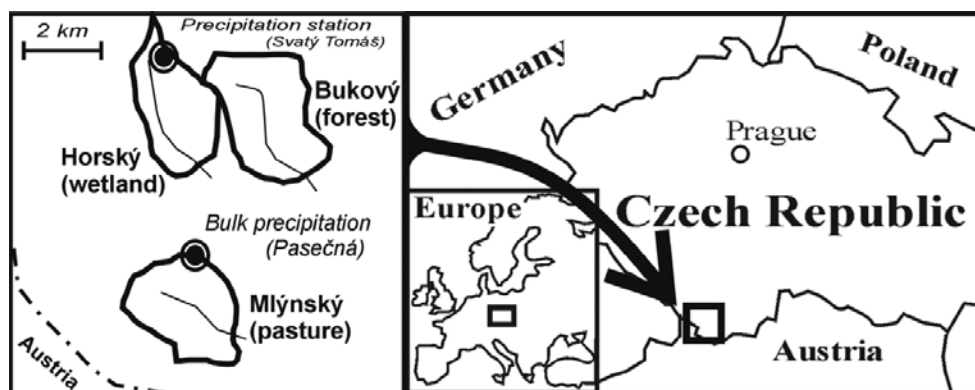 2 km
Precipitation station
(Svatý Tomáš)
Bukový
(forest)
Horský
(wetland)
Bulk precipitation
(Pasečná)
Mlýnský
(pasture)
Austria
Germany
Poland
Prague
Czech Republic
Europe
Austria